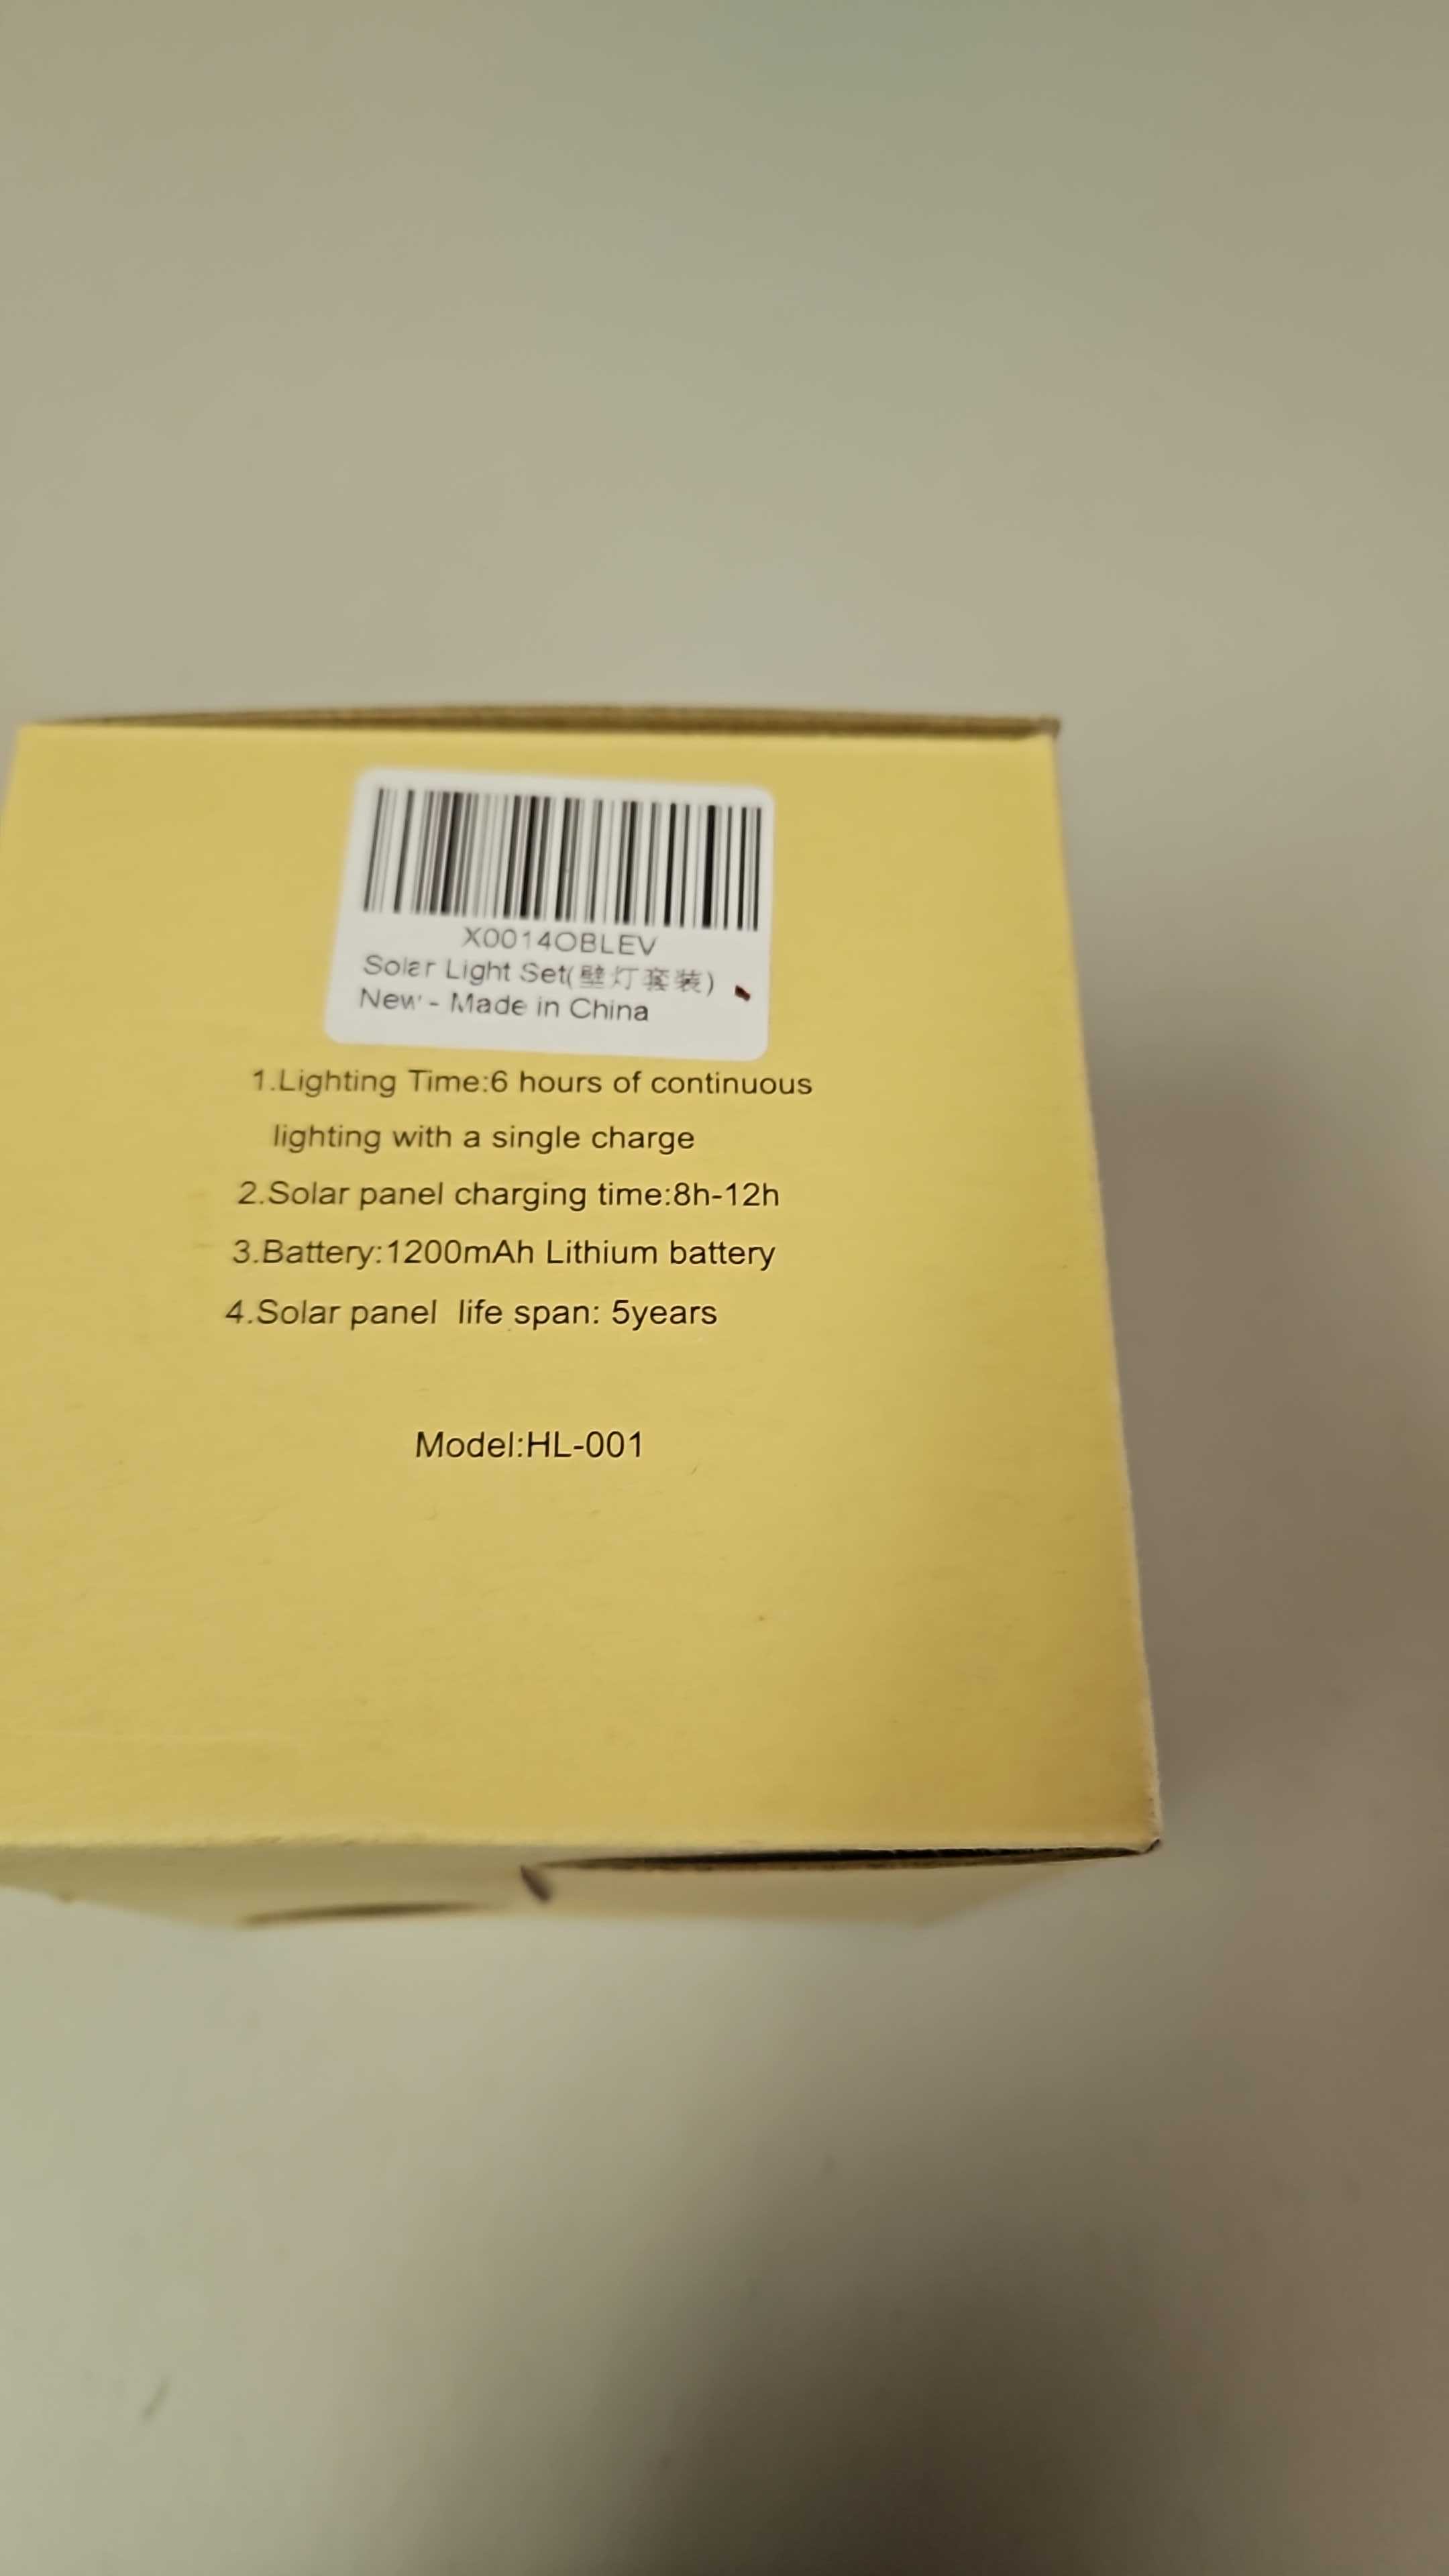 X0014OBLEV
Solar Light Set(壁灯套装)
New - Made in China
1.Lighting Time:6 hours of continuous
lighting with a single charge
2.Solar panel charging time:8h-12h
3.Battery:1200mAh Lithium battery
4.Solar panel  life span: 5years
Model:HL-001